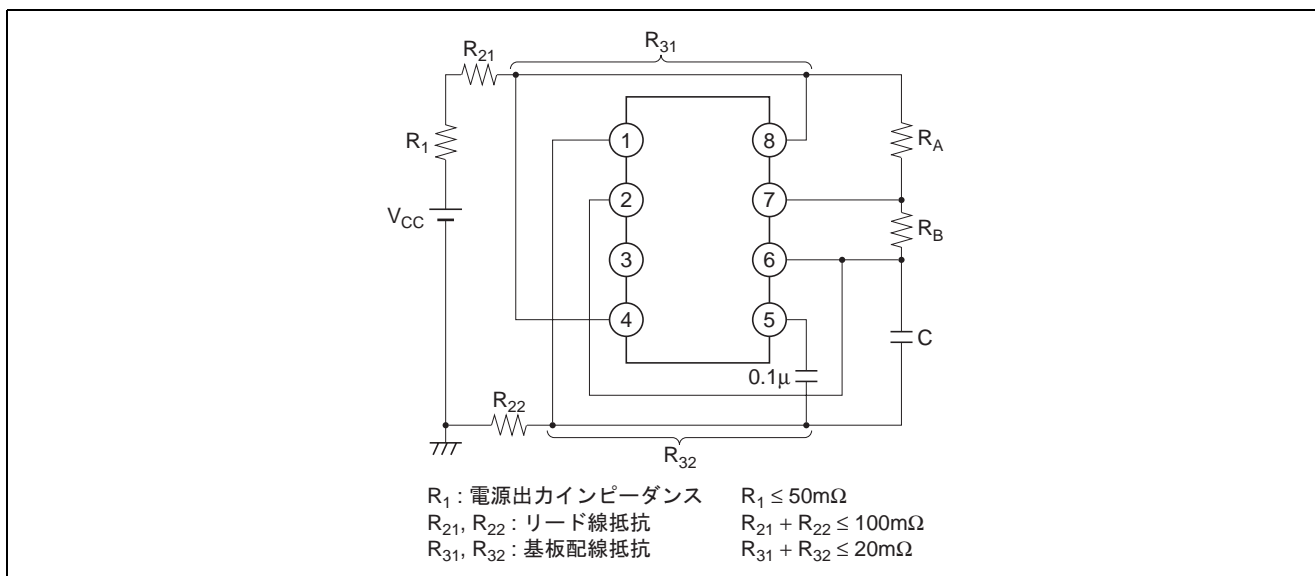 R31
R21
R1
VCC
1
2
3
4
8
7
6
5
RA
RB
C
0.1μ
R22
R32
R1 : 電源出力インピーダンス R1 ≤ 50mΩ
R21, R22 : リード線抵抗 R21 + R22 ≤ 100mΩ
R31, R32 : 基板配線抵抗 R31 + R32 ≤ 20mΩ